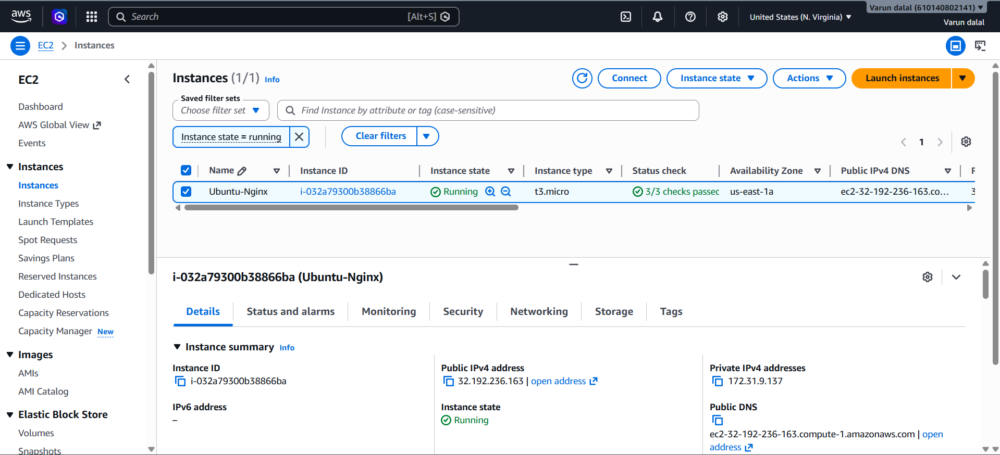 aws
Search [Alt+S]
United States (N. Virginia)
Varun dalal (610140802141)
Varun dalal
EC2 Instances
EC2
Dashboard
AWS Global View
Events
Instances
Instances
Instance Types
Launch Templates
Spot Requests
Savings Plans
Reserved Instances
Dedicated Hosts
Capacity Reservations
Capacity Manager New
Images
AMIs
AMI Catalog
Elastic Block Store
Volumes
Snapshots
Instances (1/1) Info
Connect
Instance state
Actions
Launch instances
Saved filter sets
Choose filter set
Find Instance by attribute or tag (case-sensitive)
Instance state = running
Clear filters
1
Name Instance ID Instance state Instance type Status check Availability Zone Public IPv4 DNS P
Ubuntu-Nginx i-032a79300b38866ba Running t3.micro 3/3 checks passed us-east-1a ec2-32-192-236-163.co... 3
i-032a79300b38866ba (Ubuntu-Nginx)
Details Status and alarms Monitoring Security Networking Storage Tags
Instance summary Info
Instance ID
i-032a79300b38866ba
Public IPv4 address
32.192.236.163 | open address
Private IPv4 addresses
172.31.9.137
IPv6 address
–
Instance state
Running
Public DNS
ec2-32-192-236-163.compute-1.amazonaws.com | open
address